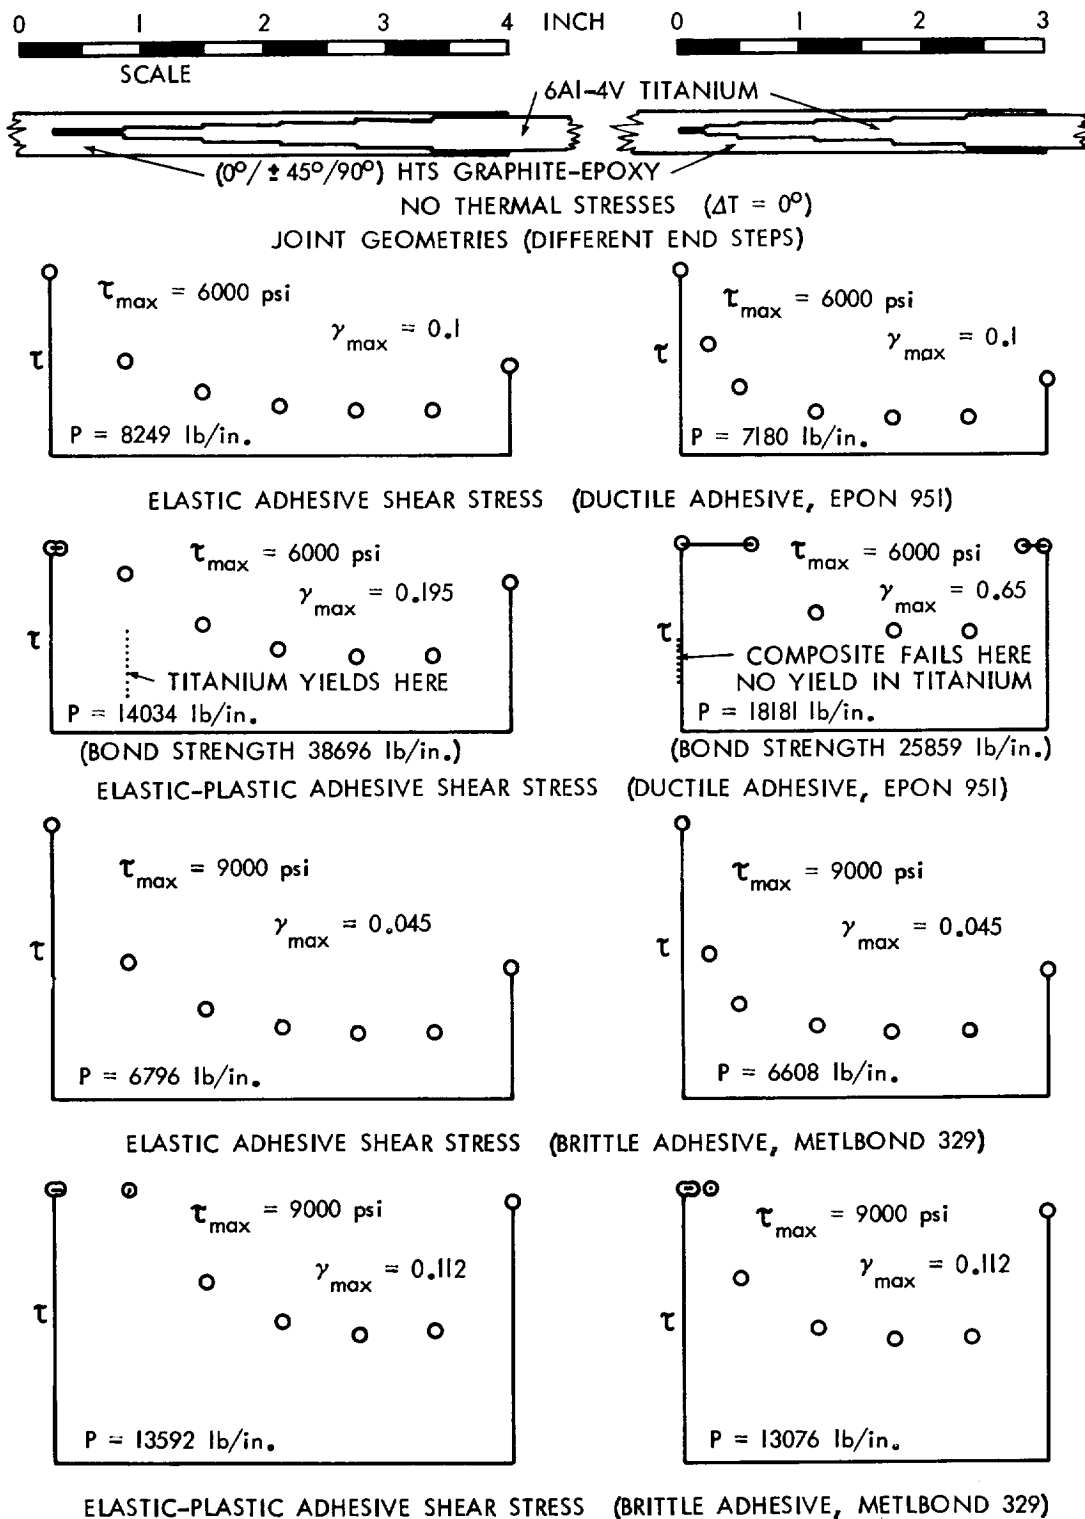 0 1 2 3 4 INCH 0 1 2 3
SCALE
6Al-4V TITANIUM
(0°/ ± 45°/90°) HTS GRAPHITE-EPOXY
NO THERMAL STRESSES (ΔT = 0°)
JOINT GEOMETRIES (DIFFERENT END STEPS)
τmax = 6000 psi
γmax = 0.1
τ
P = 8249 lb/in.
τmax = 6000 psi
γmax = 0.1
τ
P = 7180 lb/in.
ELASTIC ADHESIVE SHEAR STRESS (DUCTILE ADHESIVE, EPON 951)
τmax = 6000 psi
γmax = 0.195
τ
TITANIUM YIELDS HERE
P = 14034 lb/in.
(BOND STRENGTH 38696 lb/in.)
τmax = 6000 psi
γmax = 0.65
τ
COMPOSITE FAILS HERE
NO YIELD IN TITANIUM
P = 18181 lb/in.
(BOND STRENGTH 25859 lb/in.)
ELASTIC-PLASTIC ADHESIVE SHEAR STRESS (DUCTILE ADHESIVE, EPON 951)
τmax = 9000 psi
γmax = 0.045
τ
P = 6796 lb/in.
τmax = 9000 psi
γmax = 0.045
τ
P = 6608 lb/in.
ELASTIC ADHESIVE SHEAR STRESS (BRITTLE ADHESIVE, METLBOND 329)
τmax = 9000 psi
γmax = 0.112
τ
P = 13592 lb/in.
τmax = 9000 psi
γmax = 0.112
τ
P = 13076 lb/in.
ELASTIC-PLASTIC ADHESIVE SHEAR STRESS (BRITTLE ADHESIVE, METLBOND 329)